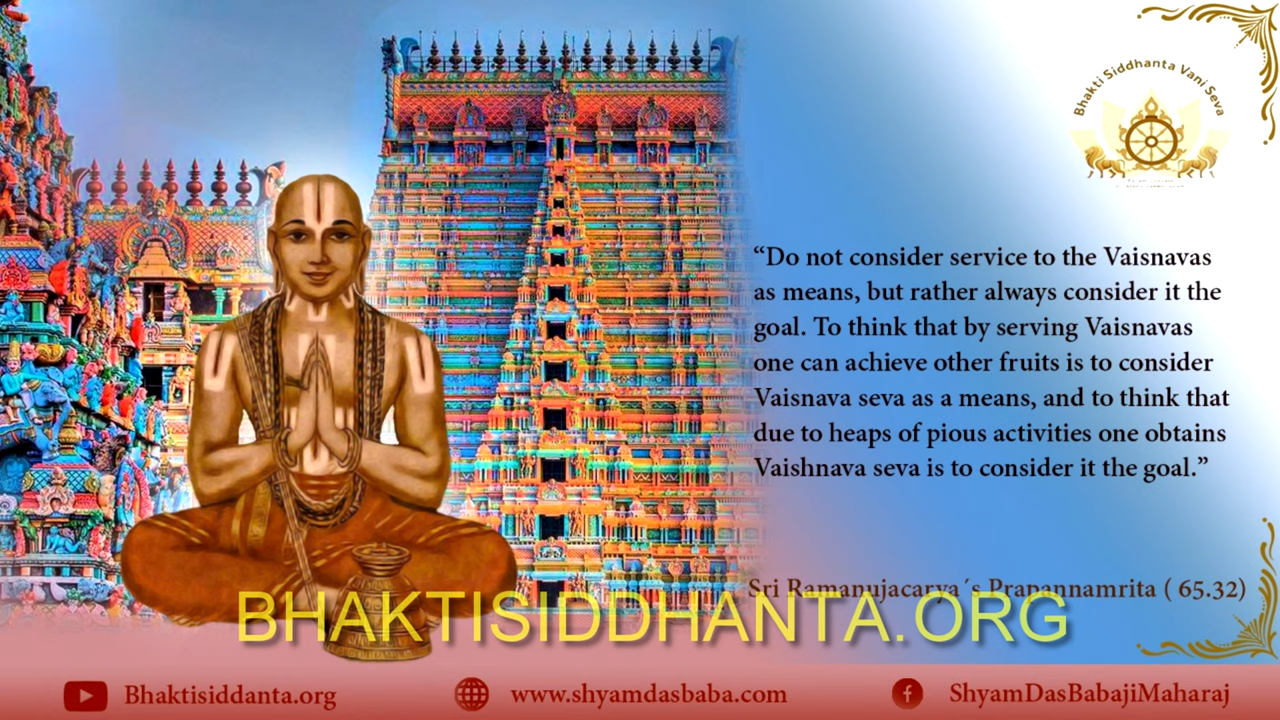 Bhakti Siddhanta Vani Seva
“Do not consider service to the Vaisnavas
as means, but rather always consider it the
goal. To think that by serving Vaisnavas
one can achieve other fruits is to consider
Vaisnava seva as a means, and to think that
due to heaps of pious activities one obtains
Vaishnava seva is to consider it the goal.”
Sri Ramanujacarya´s Prapannamrita ( 65.32)
BHAKTISIDDHANTA.ORG
Bhaktisiddanta.org
www.shyamdasbaba.com
ShyamDasBabajiMaharaj